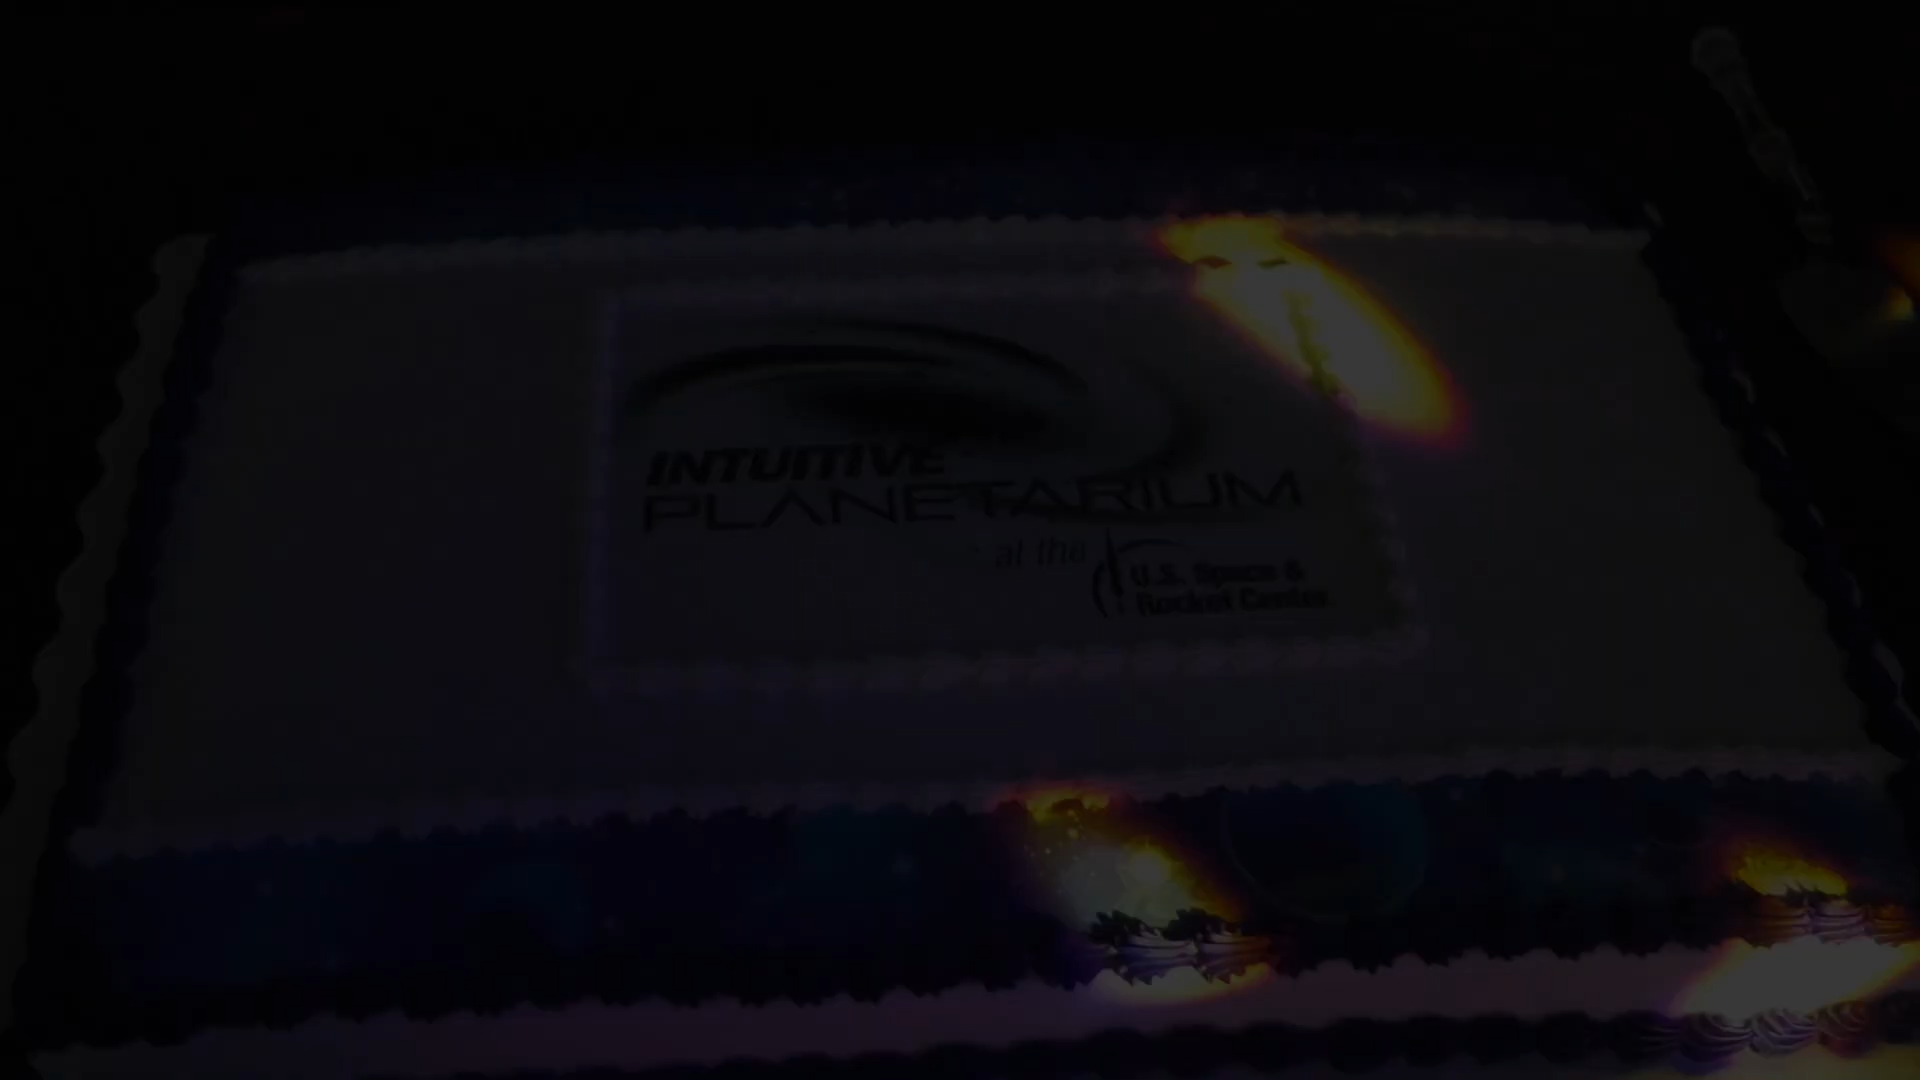 INTUITIVE
PLANETARIUM
at the
U.S. Space &
Rocket Center